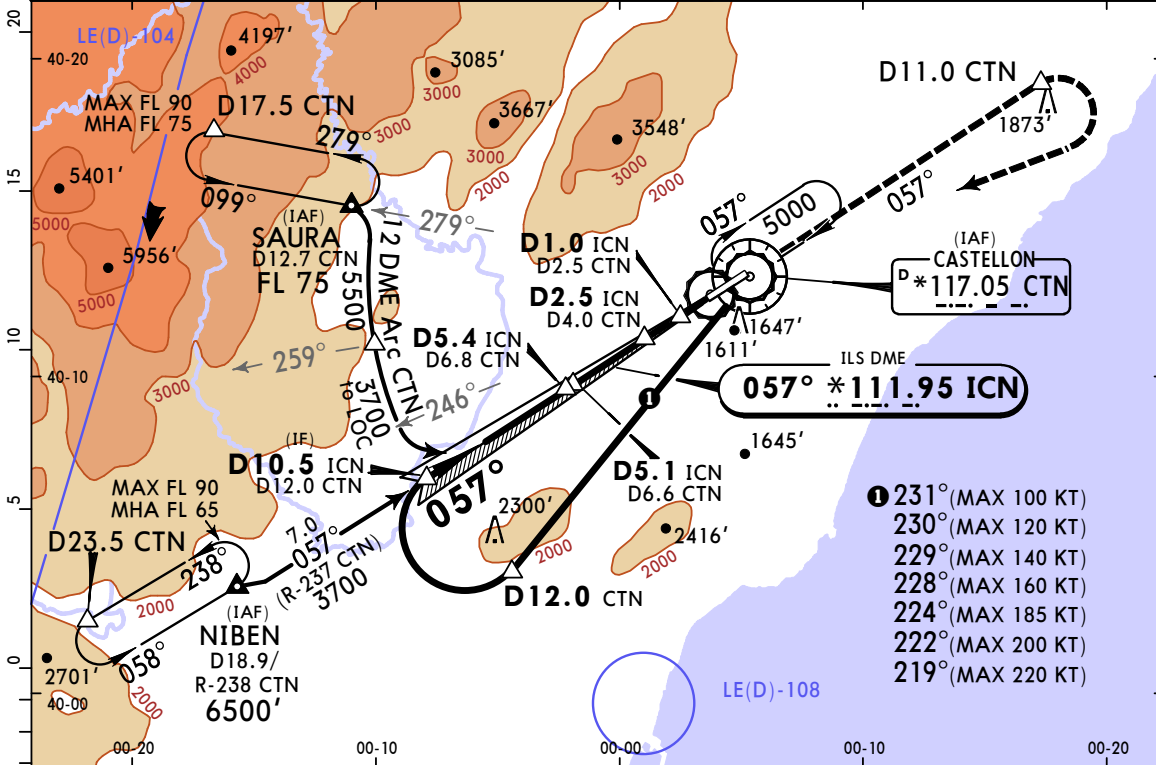 20
LE(D)-104
4197'
40-20
4000
3085'
3000
D11.0 CTN
MAX FL 90
MHA FL 75
D17.5 CTN
3667'
3000
279°
3000
3548'
3000
1873'
15
5401'
5000
099°
2000
2000
057°
5000
057°
(IAF)
SAURA
D12.7 CTN
FL 75
279°
12 DME Arc CTN
5500
D1.0 ICN
D2.5 CTN
(IAF)
CASTELLON
D *117.05 CTN
5956'
5000
D2.5 ICN
D4.0 CTN
1647'
1611'
10
259°
D5.4 ICN
D6.8 CTN
ILS DME
057° *111.95 ICN
40-10
3000
3700
to LOC
246°
1
1645'
(IF)
D10.5 ICN
D12.0 CTN
057°
D5.1 ICN
D6.6 CTN
MAX FL 90
MHA FL 65
2300'
2000
2416'
2000
5
D23.5 CTN
238°
7.0
057°
(R-237 CTN)
3700
D12.0 CTN
2000
(IAF)
NIBEN
D18.9/
R-238 CTN
6500'
058°
0
2701'
2000
40-00
LE(D)-108
1 231° (MAX 100 KT)
230° (MAX 120 KT)
229° (MAX 140 KT)
228° (MAX 160 KT)
224° (MAX 185 KT)
222° (MAX 200 KT)
219° (MAX 220 KT)
00-20
00-10
00-00
00-10
00-20